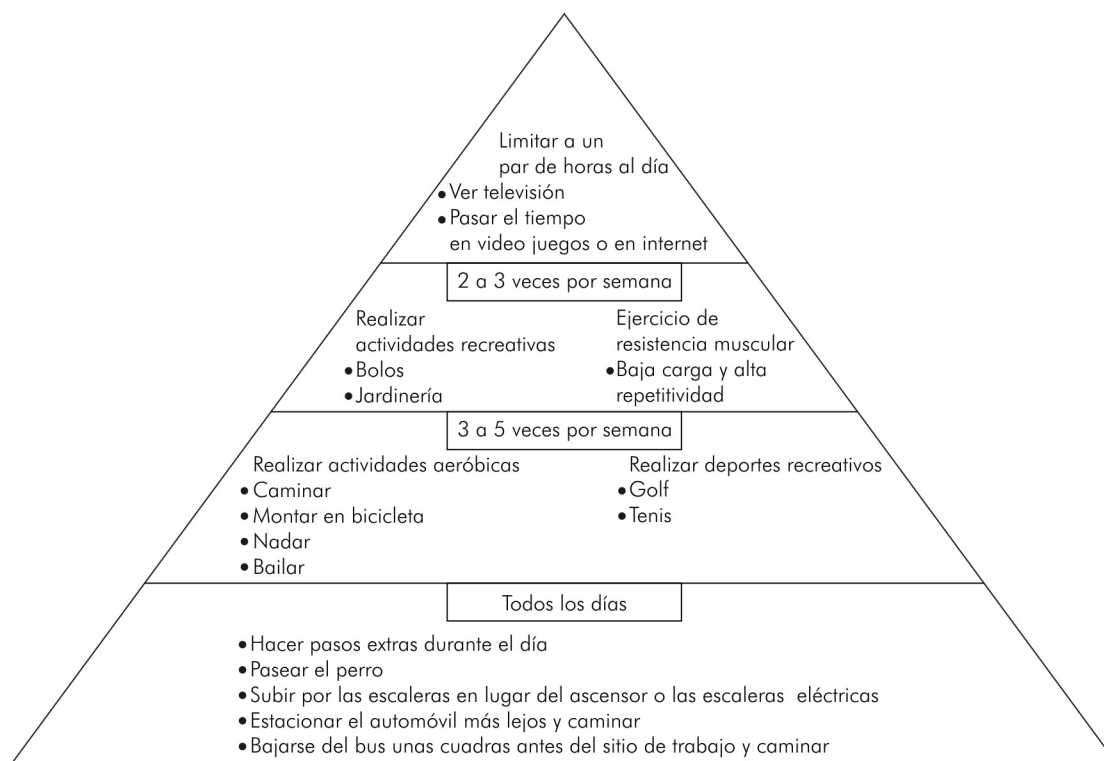 Limitar a un
par de horas al día
• Ver televisión
• Pasar el tiempo
en video juegos o en internet
2 a 3 veces por semana
Realizar
actividades recreativas
• Bolos
• Jardinería
Ejercicio de
resistencia muscular
• Baja carga y alta
repetitividad
3 a 5 veces por semana
Realizar actividades aeróbicas
• Caminar
• Montar en bicicleta
• Nadar
• Bailar
Realizar deportes recreativos
• Golf
• Tenis
Todos los días
• Hacer pasos extras durante el día
• Pasear el perro
• Subir por las escaleras en lugar del ascensor o las escaleras eléctricas
• Estacionar el automóvil más lejos y caminar
• Bajarse del bus unas cuadras antes del sitio de trabajo y caminar